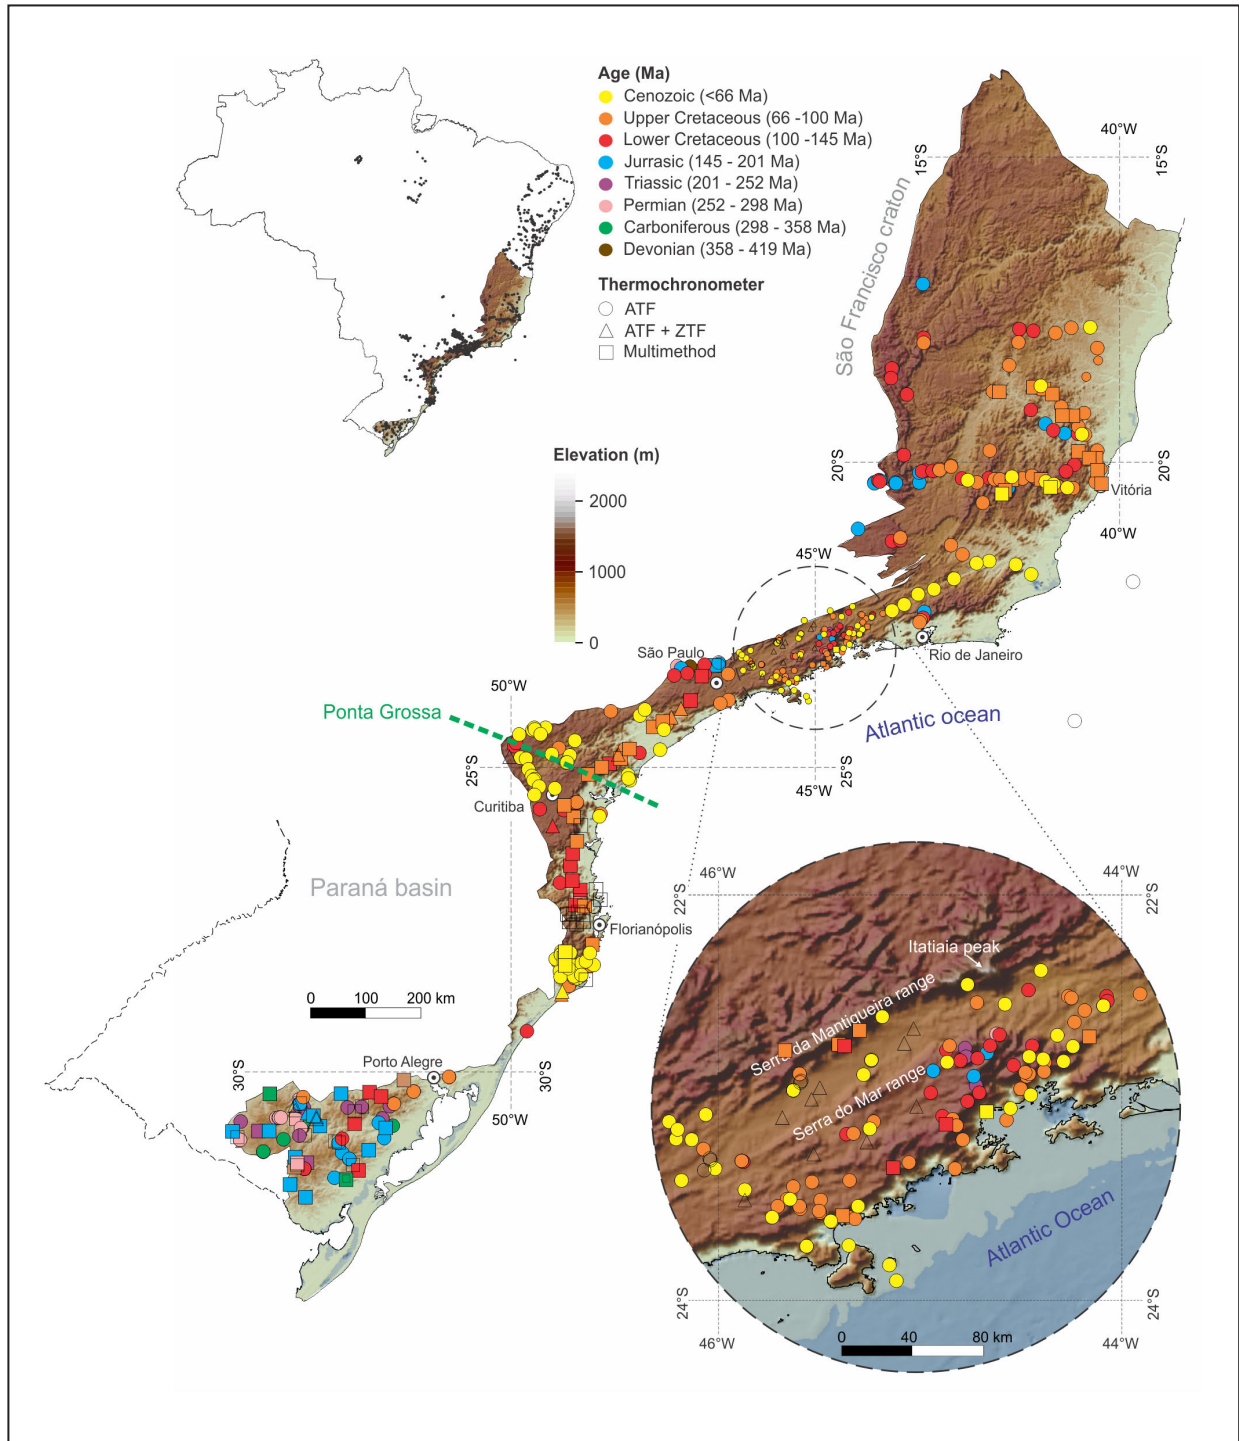 Age (Ma)
Cenozoic (<66 Ma)
Upper Cretaceous (66 -100 Ma)
Lower Cretaceous (100 -145 Ma)
Jurrasic (145 - 201 Ma)
Triassic (201 - 252 Ma)
Permian (252 - 298 Ma)
Carboniferous (298 - 358 Ma)
Devonian (358 - 419 Ma)
Thermochronometer
ATF
ATF + ZTF
Multimethod
40°W
15°S
15°S
São Francisco craton
Elevation (m)
2000
1000
0
20°S
20°S
Vitória
40°W
45°W
São Paulo
Rio de Janeiro
50°W
Ponta Grossa
Atlantic ocean
25°S
45°W
25°S
Curitiba
Paraná basin
Florianópolis
0 100 200 km
Porto Alegre
30°S
30°S
50°W
46°W
44°W
22°S
22°S
Itatiaia peak
Serra da Mantiqueira range
Serra do Mar range
Atlantic Ocean
24°S
24°S
0 40 80 km
46°W
44°W